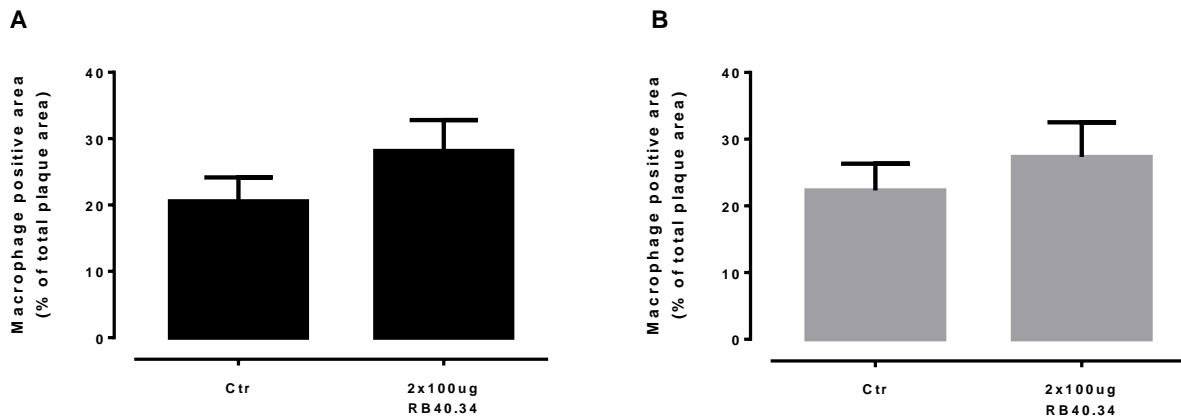 A
Macrophage positive area
(% of total plaque area)
40
30
20
10
0
Ctr
2x100ug
RB40.34
B
Macrophage positive area
(% of total plaque area)
40
30
20
10
0
Ctr
2x100ug
RB40.34